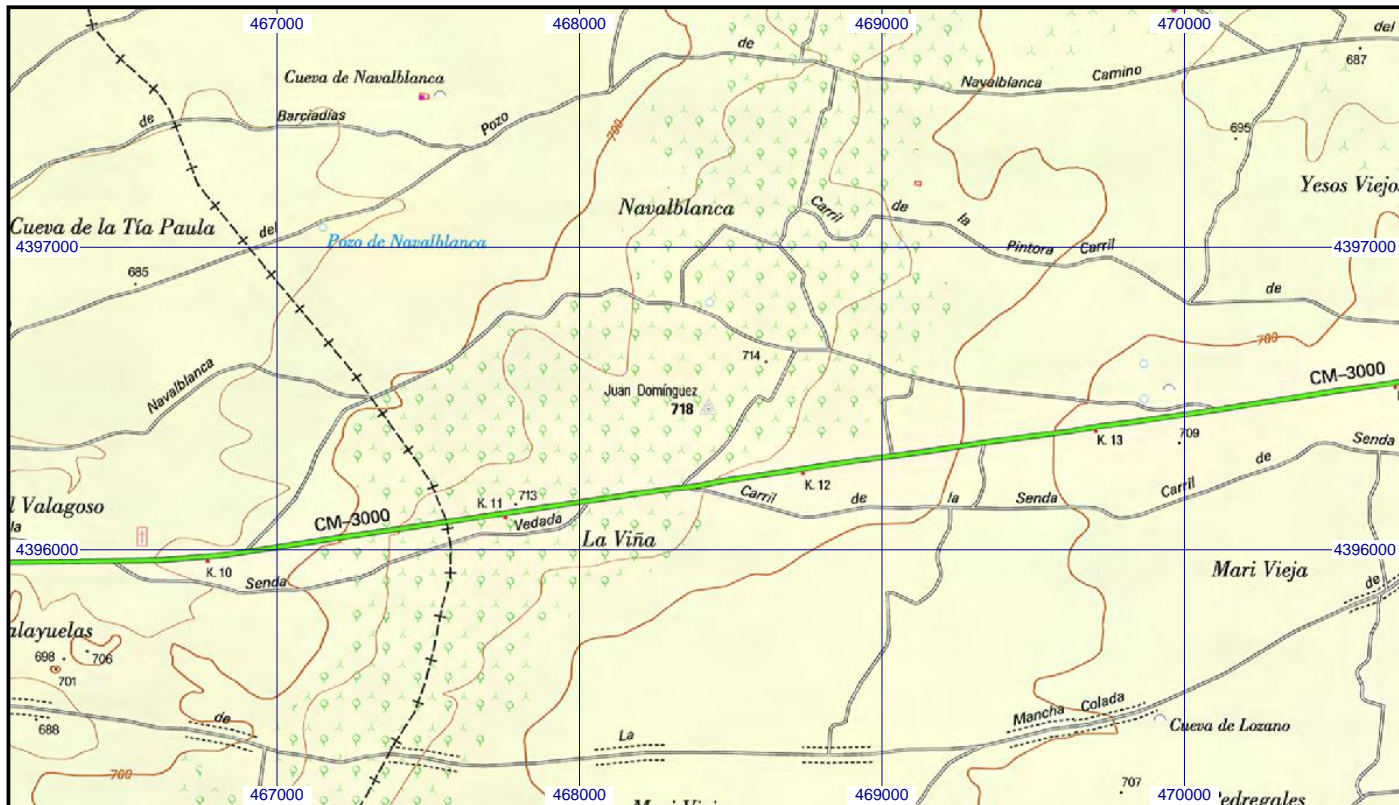 467000
468000
469000
470000
de
del
687
Cueva de Navalblanca
Navalblanca
Camino
de
Barciadías
Pozo
700
695
Yesos Viejo
Navalblanca
Carril
de
la
Cueva de la Tía Paula
del
Pozo de Navalblanca
4397000
Pintora
Carril
4397000
685
de
700
714
Navalblanca
CM-3000
Juan Domínguez
718
K. 13
709
Senda
de
K. 12
Carril
l Valagoso
K. 11
713
Carril
de
la
Senda
la
CM-3000
Vedada
La Viña
4396000
4396000
K. 10
Senda
Mari Vieja
de
alayuelas
698
706
701
Mancha
Colada
688
de
La
Cueva de Lozano
700
707
467000
468000
469000
470000